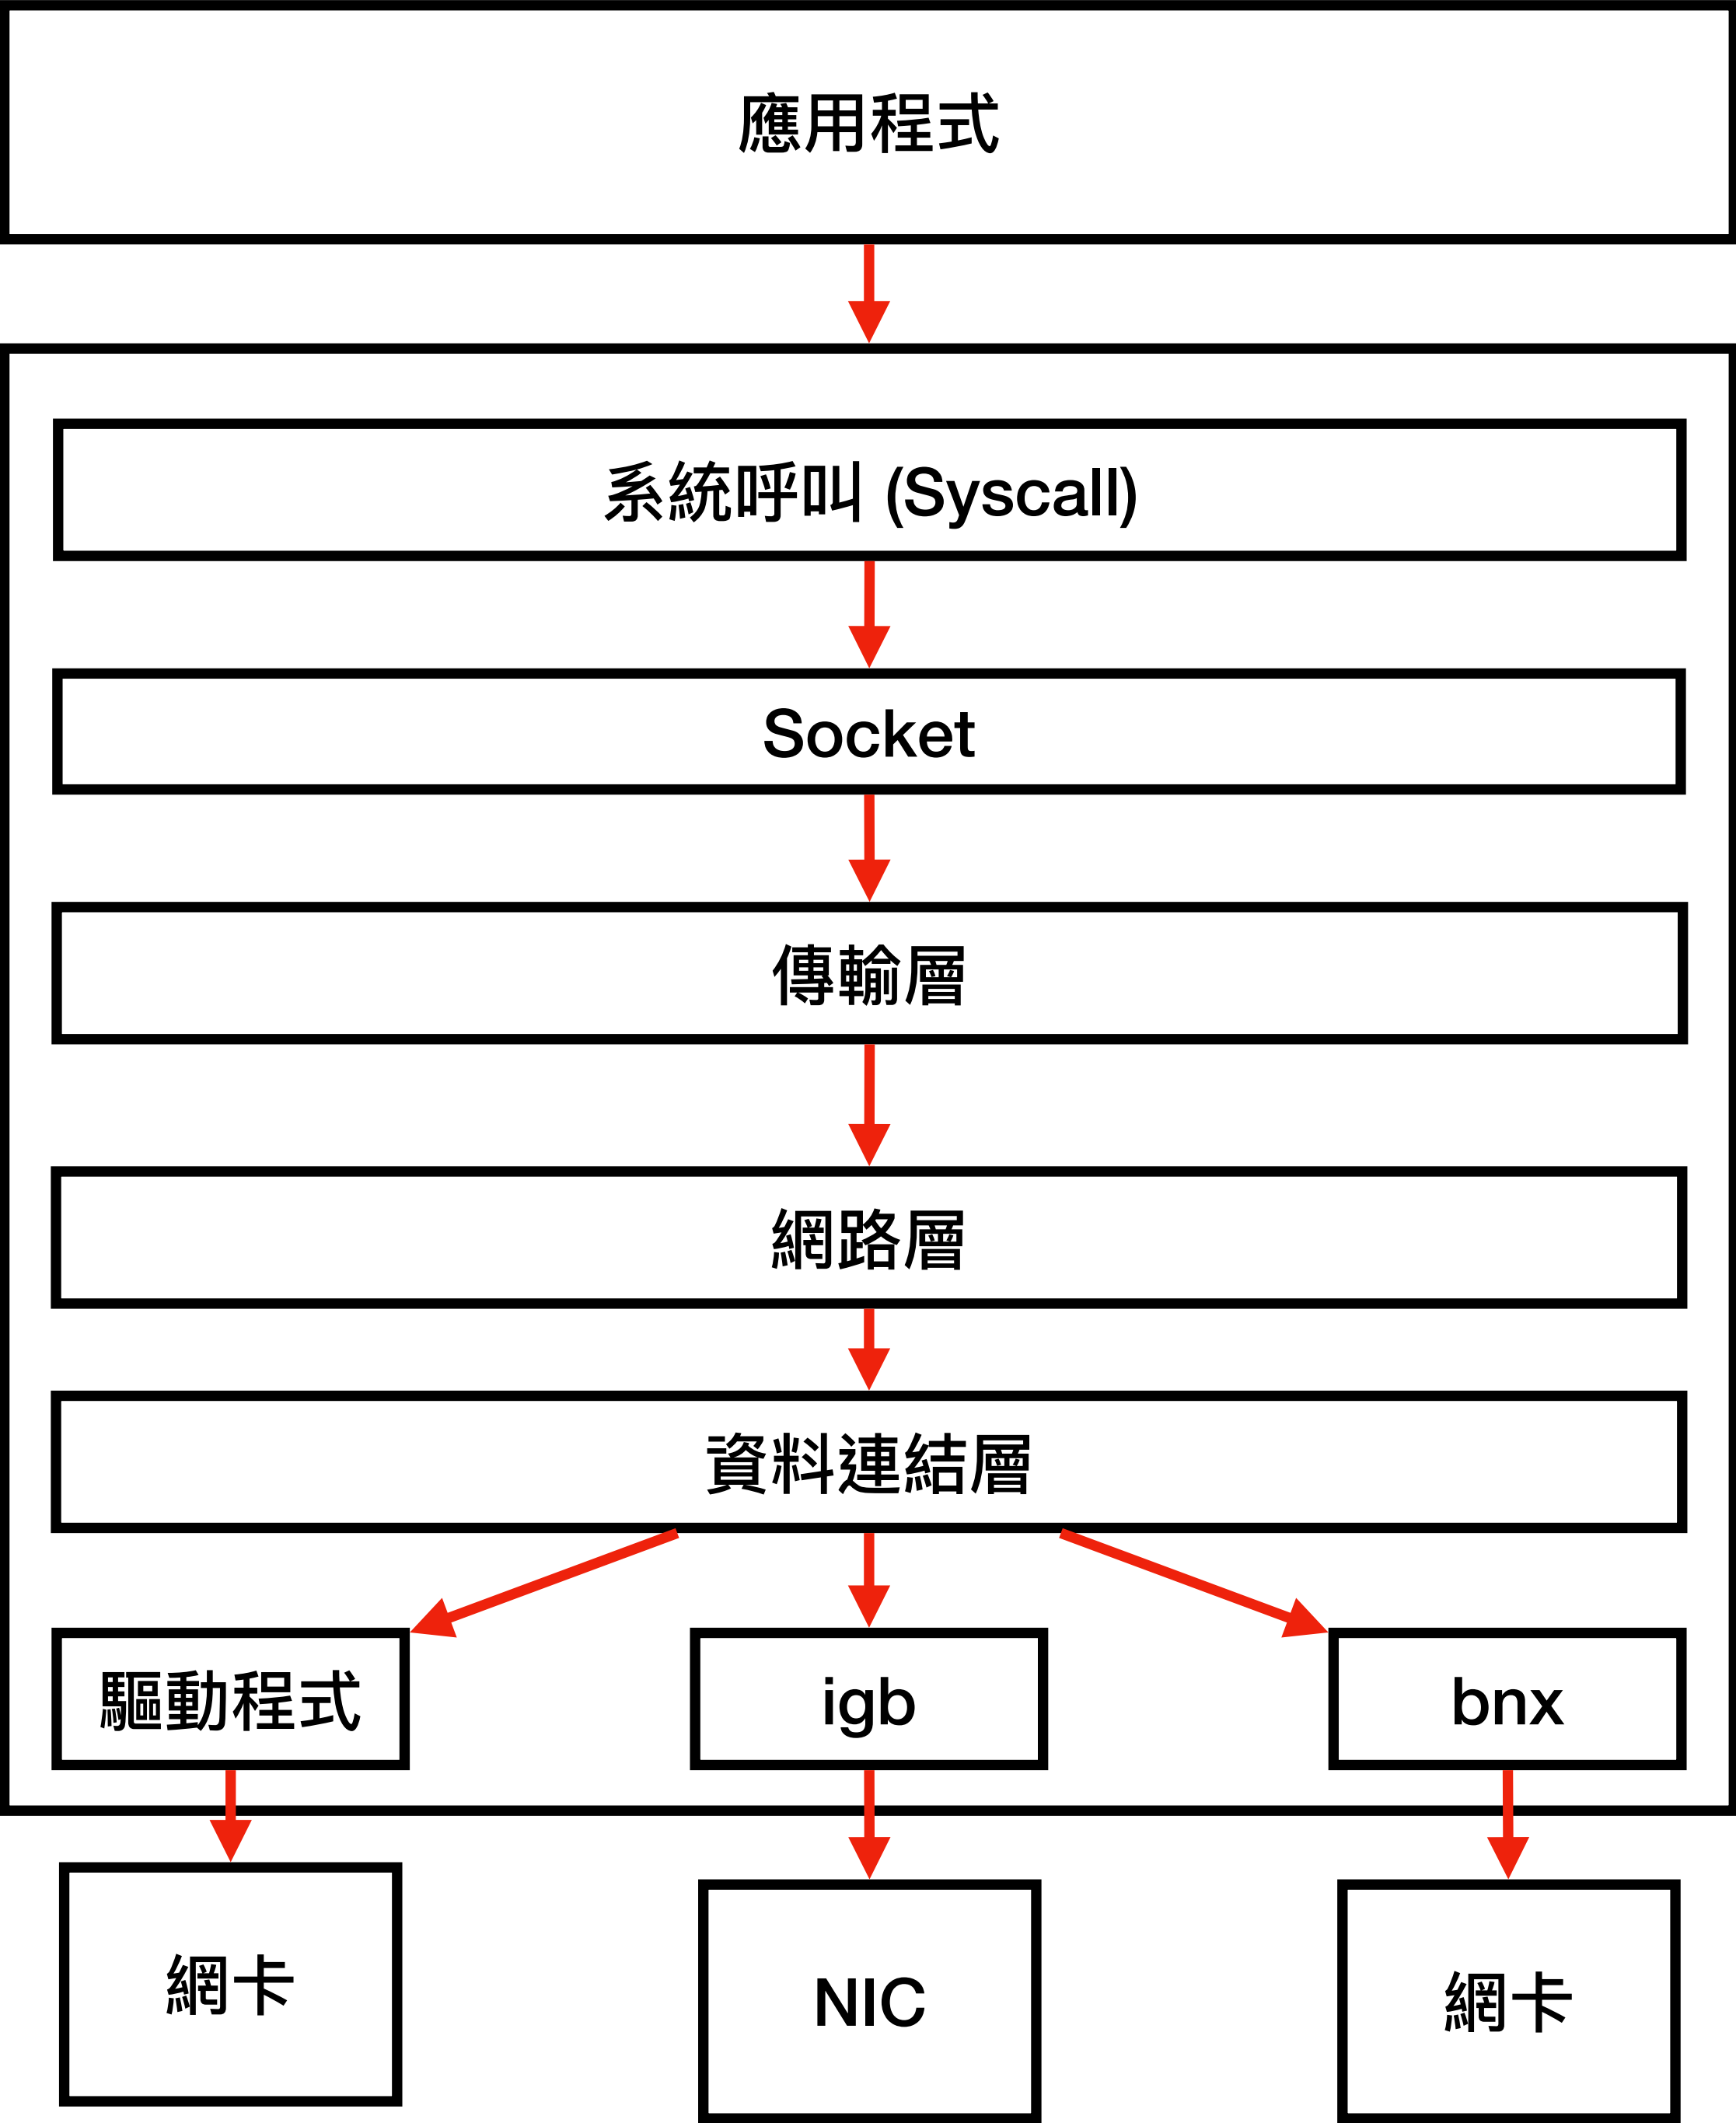 應用程式
系統呼叫 (Syscall)
Socket
傳輸層
網路層
資料連結層
驅動程式
igb
bnx
網卡
NIC
網卡